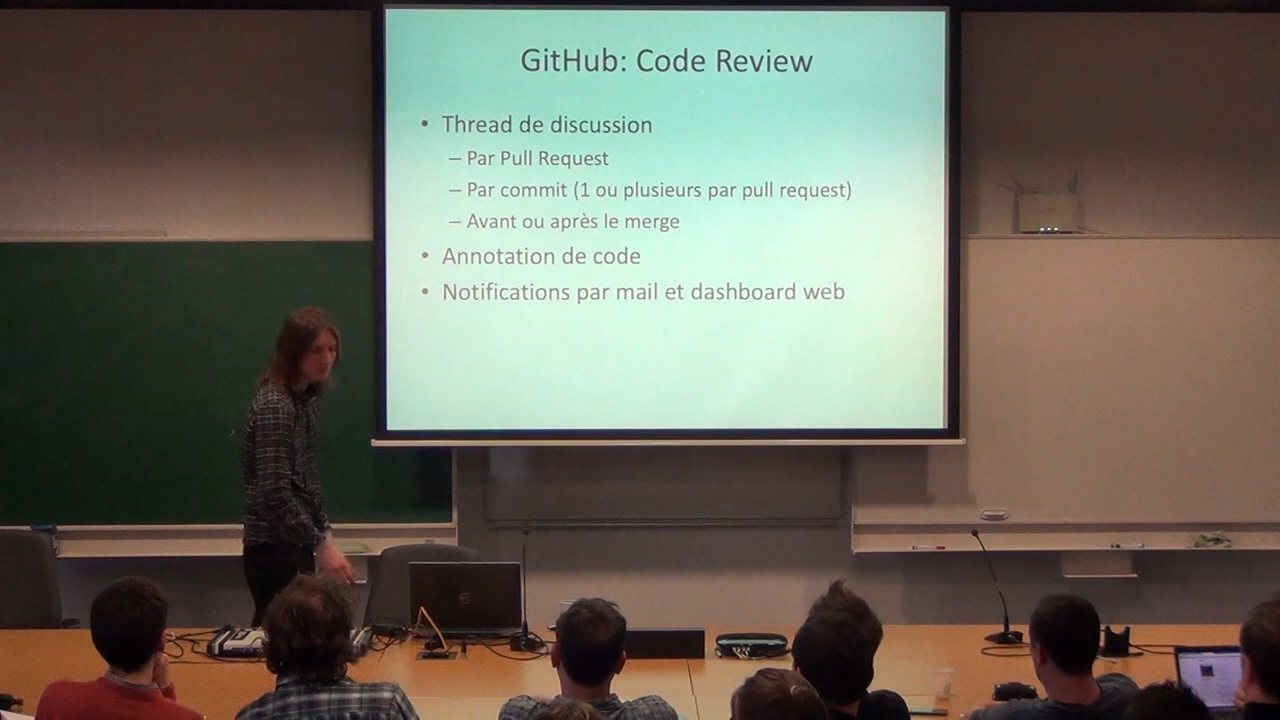 GitHub: Code Review
• Thread de discussion
– Par Pull Request
– Par commit (1 ou plusieurs par pull request)
– Avant ou après le merge
• Annotation de code
• Notifications par mail et dashboard web